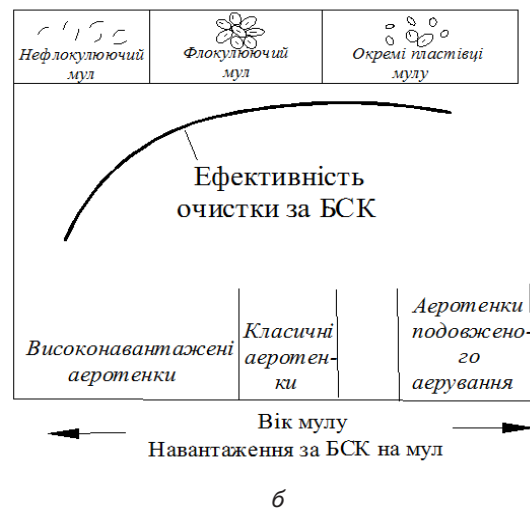 Нефлокулюючий
мул
Флокулюючий
мул
Окремі пластівці
мулу
Ефективність
очистки за БСК
Високонавантажені
аеротенки
Класичні
аеротен-
ки
Аеротенки
подовжено-
го
аерування
Вік мулу
Навантаження за БСК на мул
б